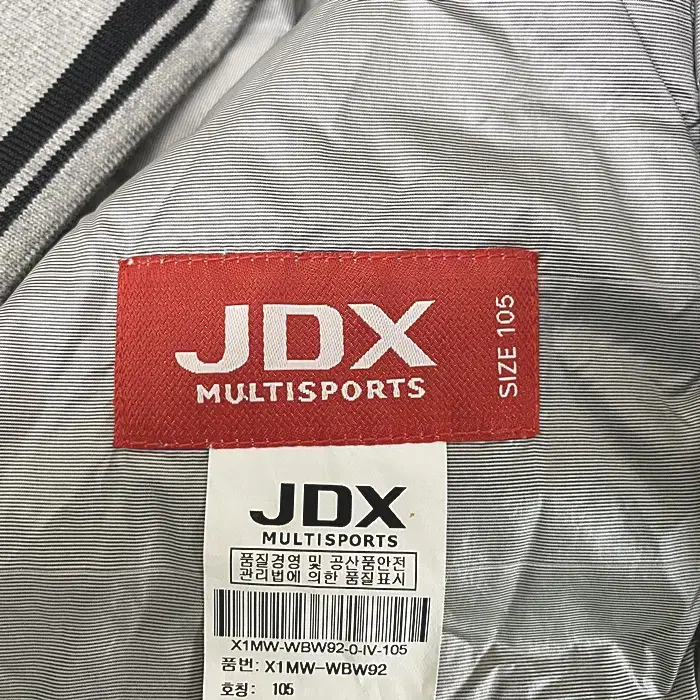 JDX
MULTISPORTS
SIZE 105
JDX
MULTISPORTS
품질경영 및 공산품안전
관리법에 의한 품질표시
X1MW-WBW92-0-IV-105
품번: X1MW-WBW92
호칭: 105